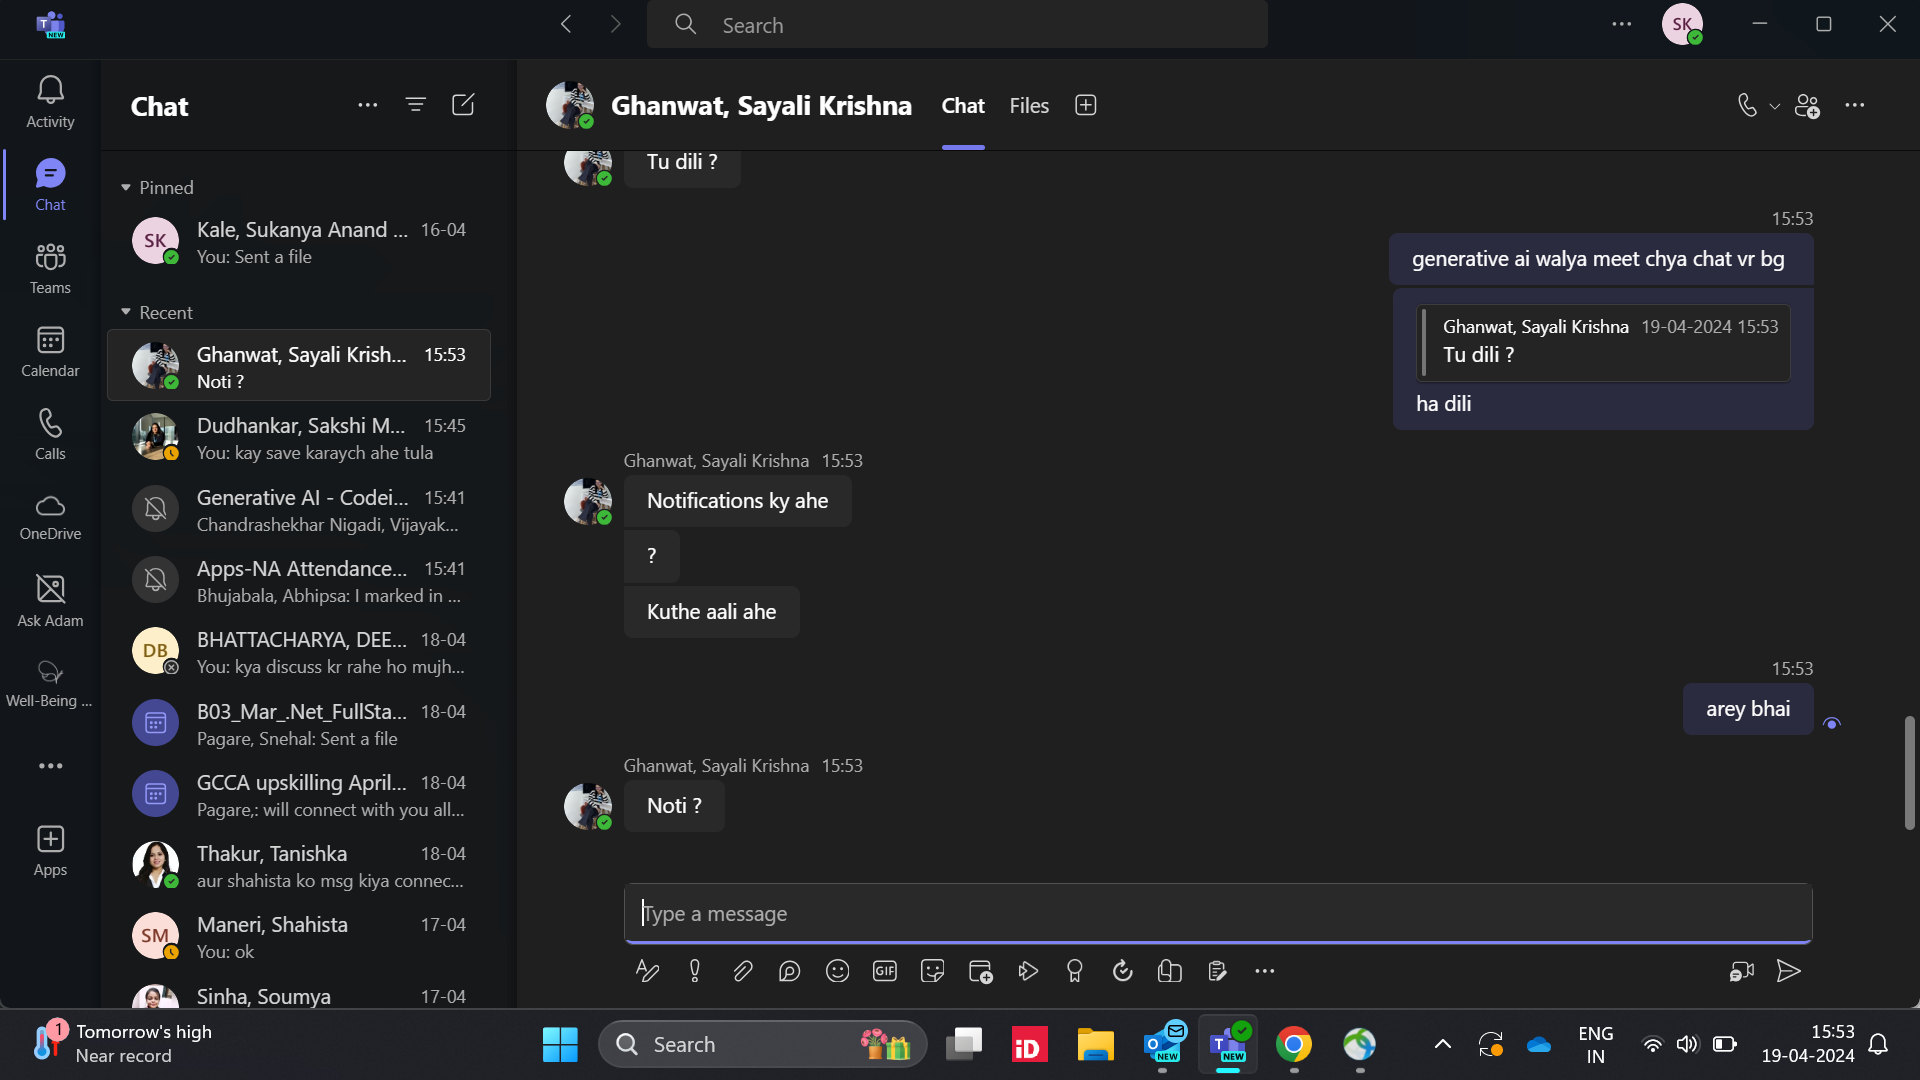 Search
SK
Activity
Chat
Teams
Calendar
Calls
OneDrive
Ask Adam
Well-Being ...
Apps
Chat
Pinned
SK
Kale, Sukanya Anand ... 16-04
You: Sent a file
Recent
Ghanwat, Sayali Krish... 15:53
Noti ?
Dudhankar, Sakshi M... 15:45
You: kay save karaych ahe tula
Generative AI - Codei... 15:41
Chandrashekhar Nigadi, Vijayak...
Apps-NA Attendance... 15:41
Bhujabala, Abhipsa: I marked in ...
DB
BHATTACHARYA, DEE... 18-04
You: kya discuss kr rahe ho mujh...
B03_Mar_.Net_FullSta... 18-04
Pagare, Snehal: Sent a file
GCCA upskilling April... 18-04
Pagare,: will connect with you all...
Thakur, Tanishka 18-04
aur shahista ko msg kiya connec...
SM
Maneri, Shahista 17-04
You: ok
Sinha, Soumya 17-04
Ghanwat, Sayali Krishna Chat Files
Tu dili ?
15:53
generative ai walya meet chya chat vr bg
Ghanwat, Sayali Krishna 19-04-2024 15:53
Tu dili ?
ha dili
Ghanwat, Sayali Krishna 15:53
Notifications ky ahe
?
Kuthe aali ahe
15:53
arey bhai
Ghanwat, Sayali Krishna 15:53
Noti ?
Type a message
GIF
1
Tomorrow's high
Near record
Search
iD
NEW
NEW
ENG
IN
15:53
19-04-2024